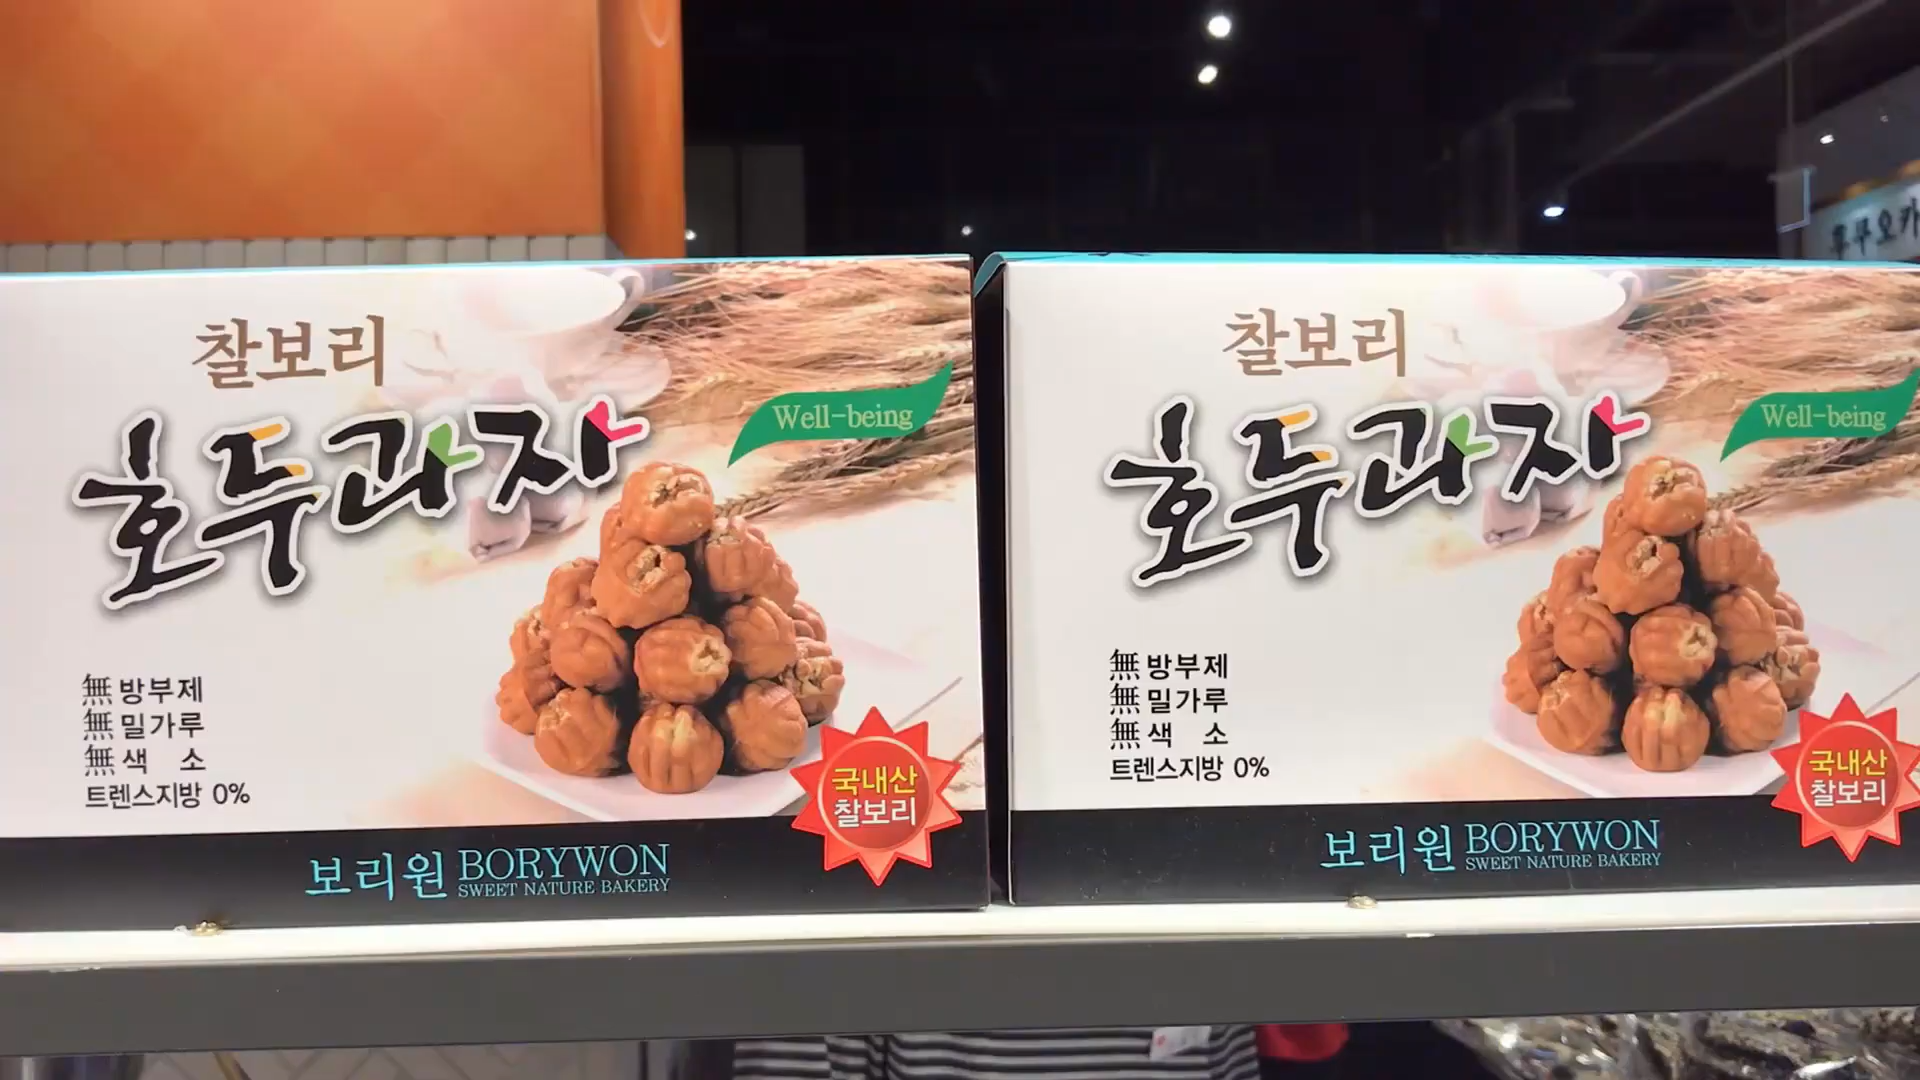 찰보리
호두과자
Well-being
無 방부제
無 밀가루
無 색 소
트렌스지방 0%
국내산
찰보리
보리원 BORYWON
SWEET NATURE BAKERY
찰보리
호두과자
Well-being
無 방부제
無 밀가루
無 색 소
트렌스지방 0%
국내산
찰보리
보리원 BORYWON
SWEET NATURE BAKERY